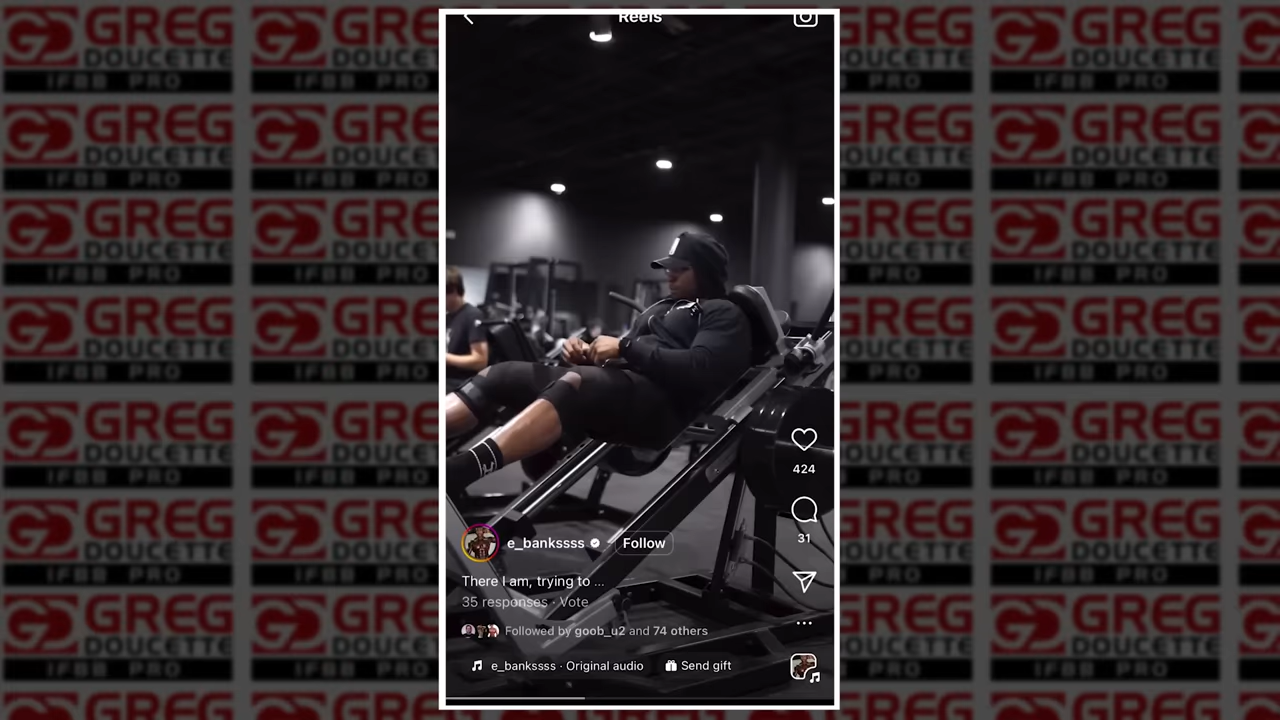 Reels
GREG
DOUCETTE
IFBB PRO
424
31
e_bankssss
Follow
There I am, trying to ...
35 responses · Vote
Followed by goob_u2 and 74 others
e_bankssss · Original audio
Send gift